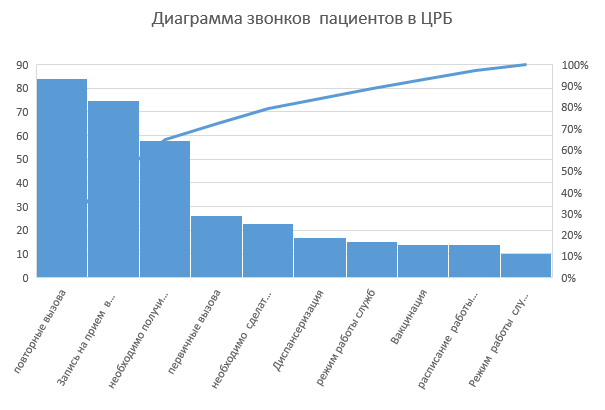 Диаграмма звонков  пациентов в ЦРБ
90
80
70
60
50
40
30
20
10
0
100%
90%
80%
70%
60%
50%
40%
30%
20%
10%
0%
повторные вызова
Запись на прием  в...
необходимо получи...
первичные вызова
необходимо  сделат...
Диспансеризация
режим работы служб
Вакцинация
расписание  работы...
Режим  работы  слу...